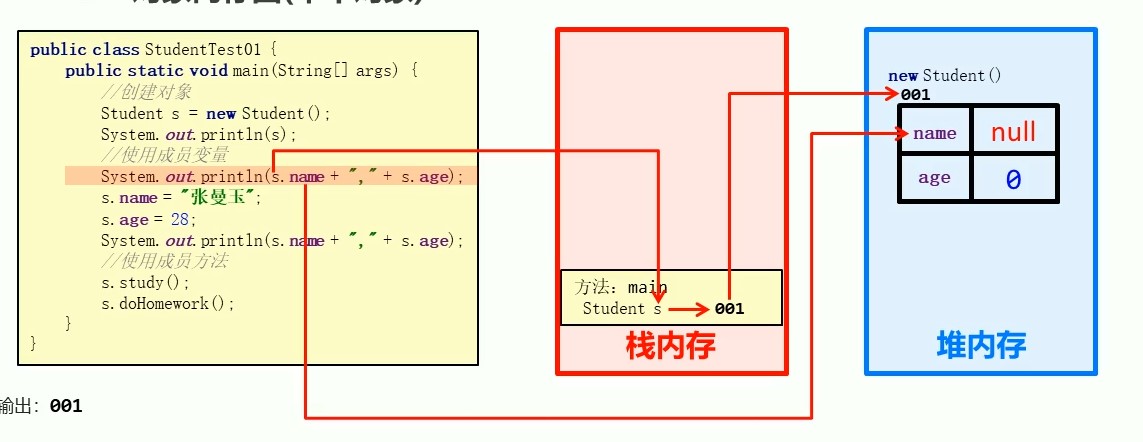 public class StudentTest01 {
public static void main(String[] args) {
//创建对象
Student s = new Student();
System.out.println(s);
//使用成员变量
System.out.println(s.name + "," + s.age);
s.name = "张曼玉";
s.age = 28;
System.out.println(s.name + "," + s.age);
//使用成员方法
s.study();
s.doHomework();
}
}
输出：001
方法：main
Student s
001
栈内存
new Student()
001
name
null
age
0
堆内存